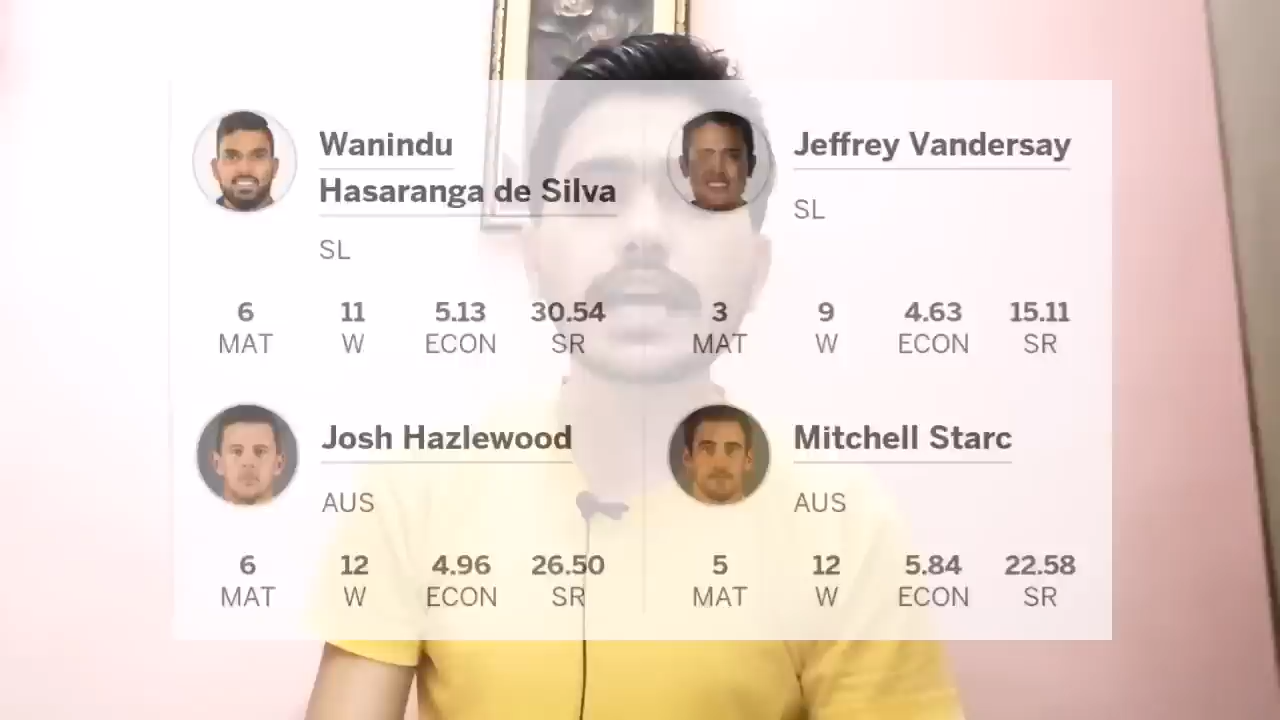 Wanindu
Hasaranga de Silva
SL
6 11 5.13 30.54
MAT W ECON SR
Jeffrey Vandersay
SL
3 9 4.63 15.11
MAT W ECON SR
Josh Hazlewood
AUS
6 12 4.96 26.50
MAT W ECON SR
Mitchell Starc
AUS
5 12 5.84 22.58
MAT W ECON SR